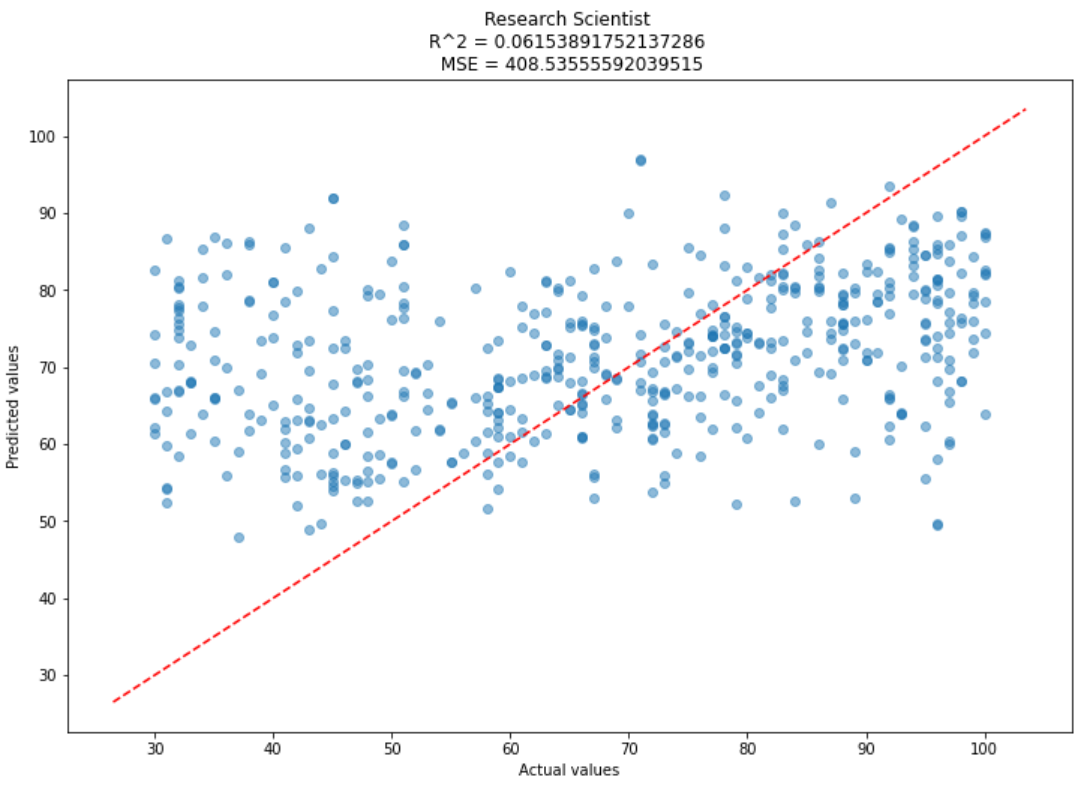 Research Scientist
R^2 = 0.06153891752137286
MSE = 408.53555592039515
Predicted values
100
90
80
70
60
50
40
30
30 40 50 60 70 80 90 100
Actual values